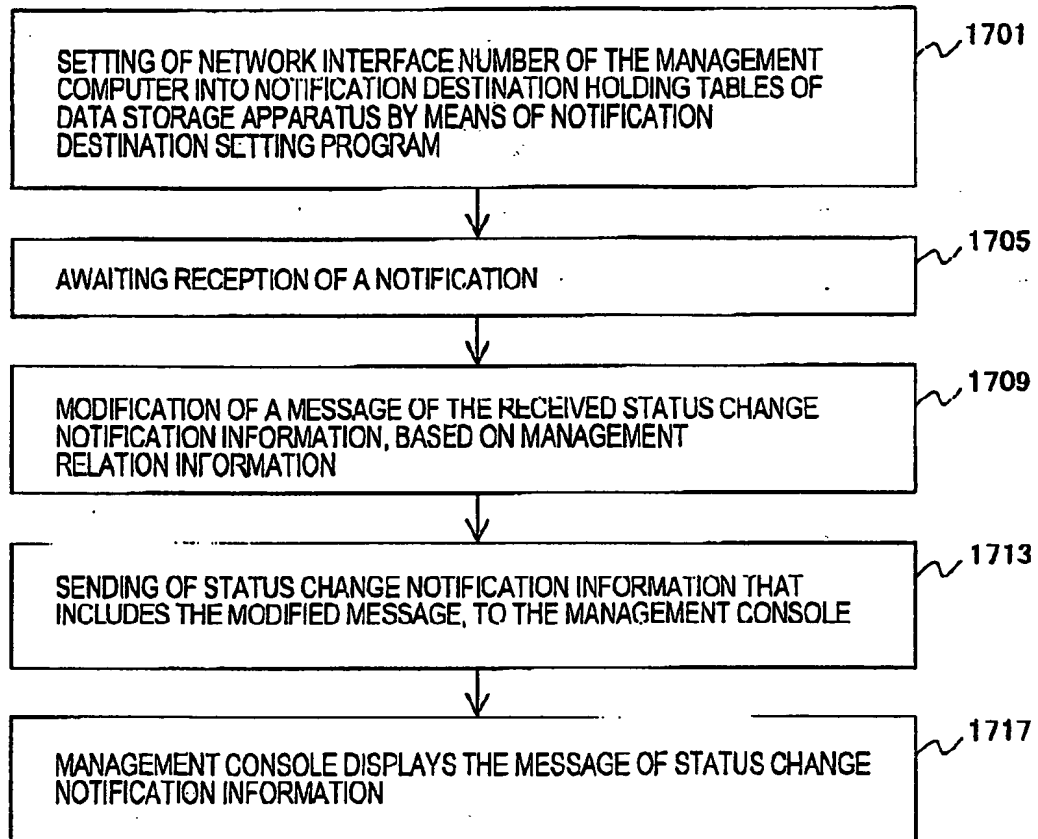 1701
SETTING OF NETWORK INTERFACE NUMBER OF THE MANAGEMENT
COMPUTER INTO NOTIFICATION DESTINATION HOLDING TABLES OF
DATA STORAGE APPARATUS BY MEANS OF NOTIFICATION
DESTINATION SETTING PROGRAM
1705
AWAITING RECEPTION OF A NOTIFICATION
1709
MODIFICATION OF A MESSAGE OF THE RECEIVED STATUS CHANGE
NOTIFICATION INFORMATION, BASED ON MANAGEMENT
RELATION INFORMATION
1713
SENDING OF STATUS CHANGE NOTIFICATION INFORMATION THAT
INCLUDES THE MODIFIED MESSAGE, TO THE MANAGEMENT CONSOLE
1717
MANAGEMENT CONSOLE DISPLAYS THE MESSAGE OF STATUS CHANGE
NOTIFICATION INFORMATION